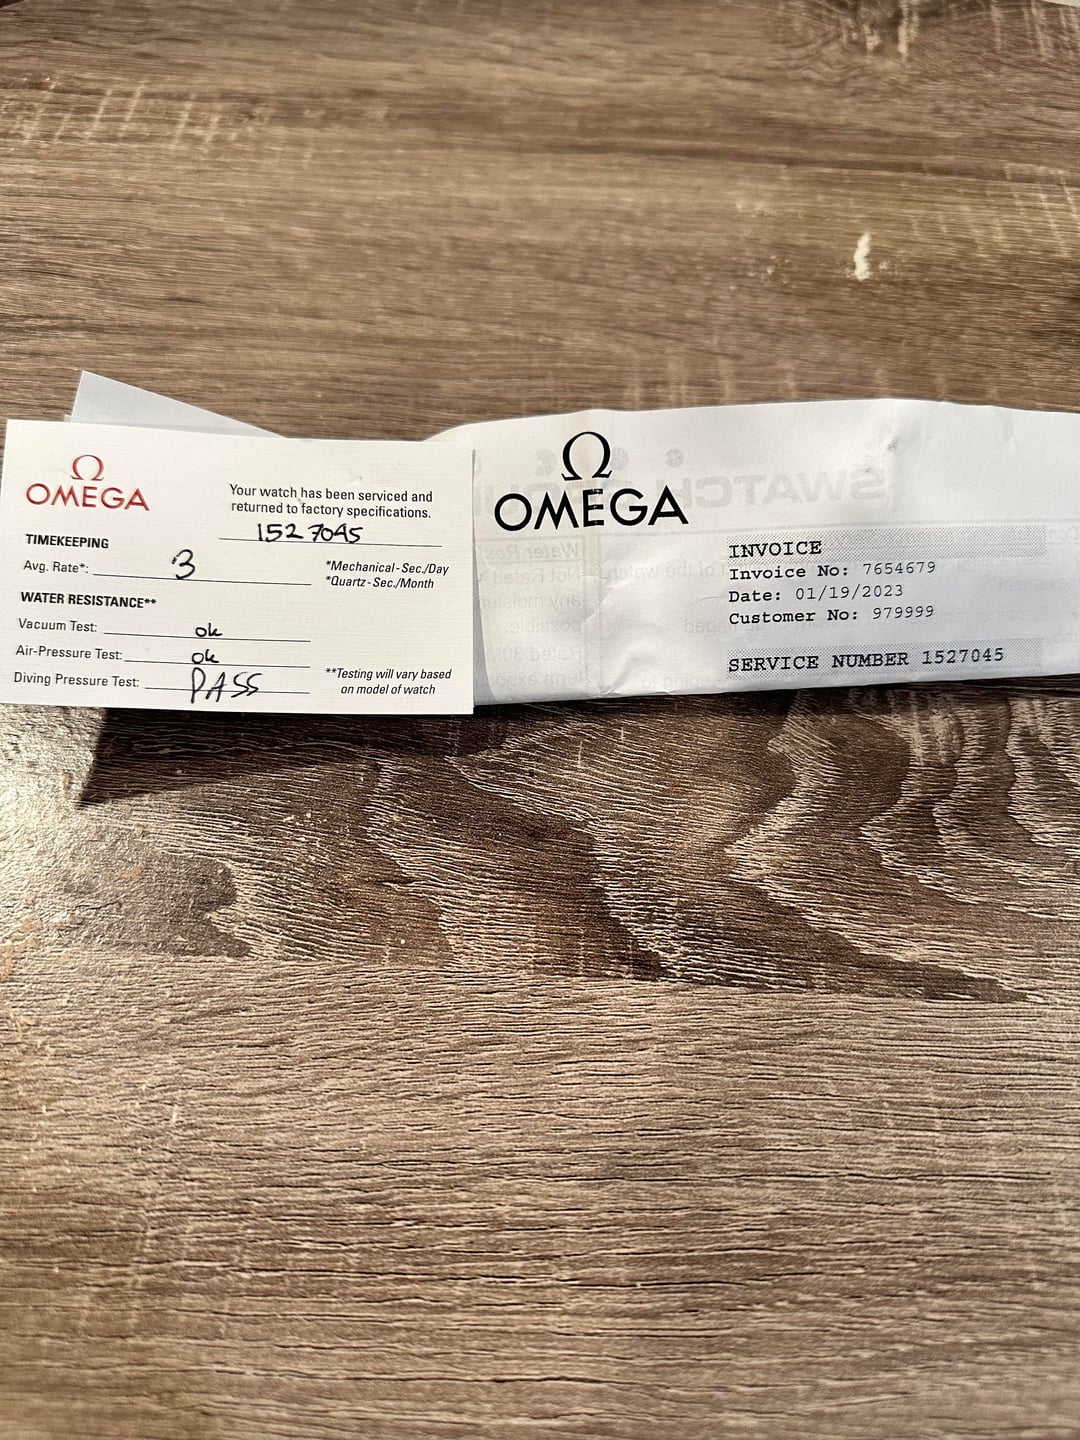 Ω
OMEGA
Your watch has been serviced and
returned to factory specifications.
1527045
TIMEKEEPING
Avg. Rate*: 3
*Mechanical - Sec./Day
*Quartz - Sec./Month
WATER RESISTANCE**
Vacuum Test: ok
Air-Pressure Test: ok
Diving Pressure Test: PASS
**Testing will vary based
on model of watch
Ω
OMEGA
SWATCH
INVOICE
Invoice No: 7654679
Date: 01/19/2023
Customer No: 979999
SERVICE NUMBER 1527045